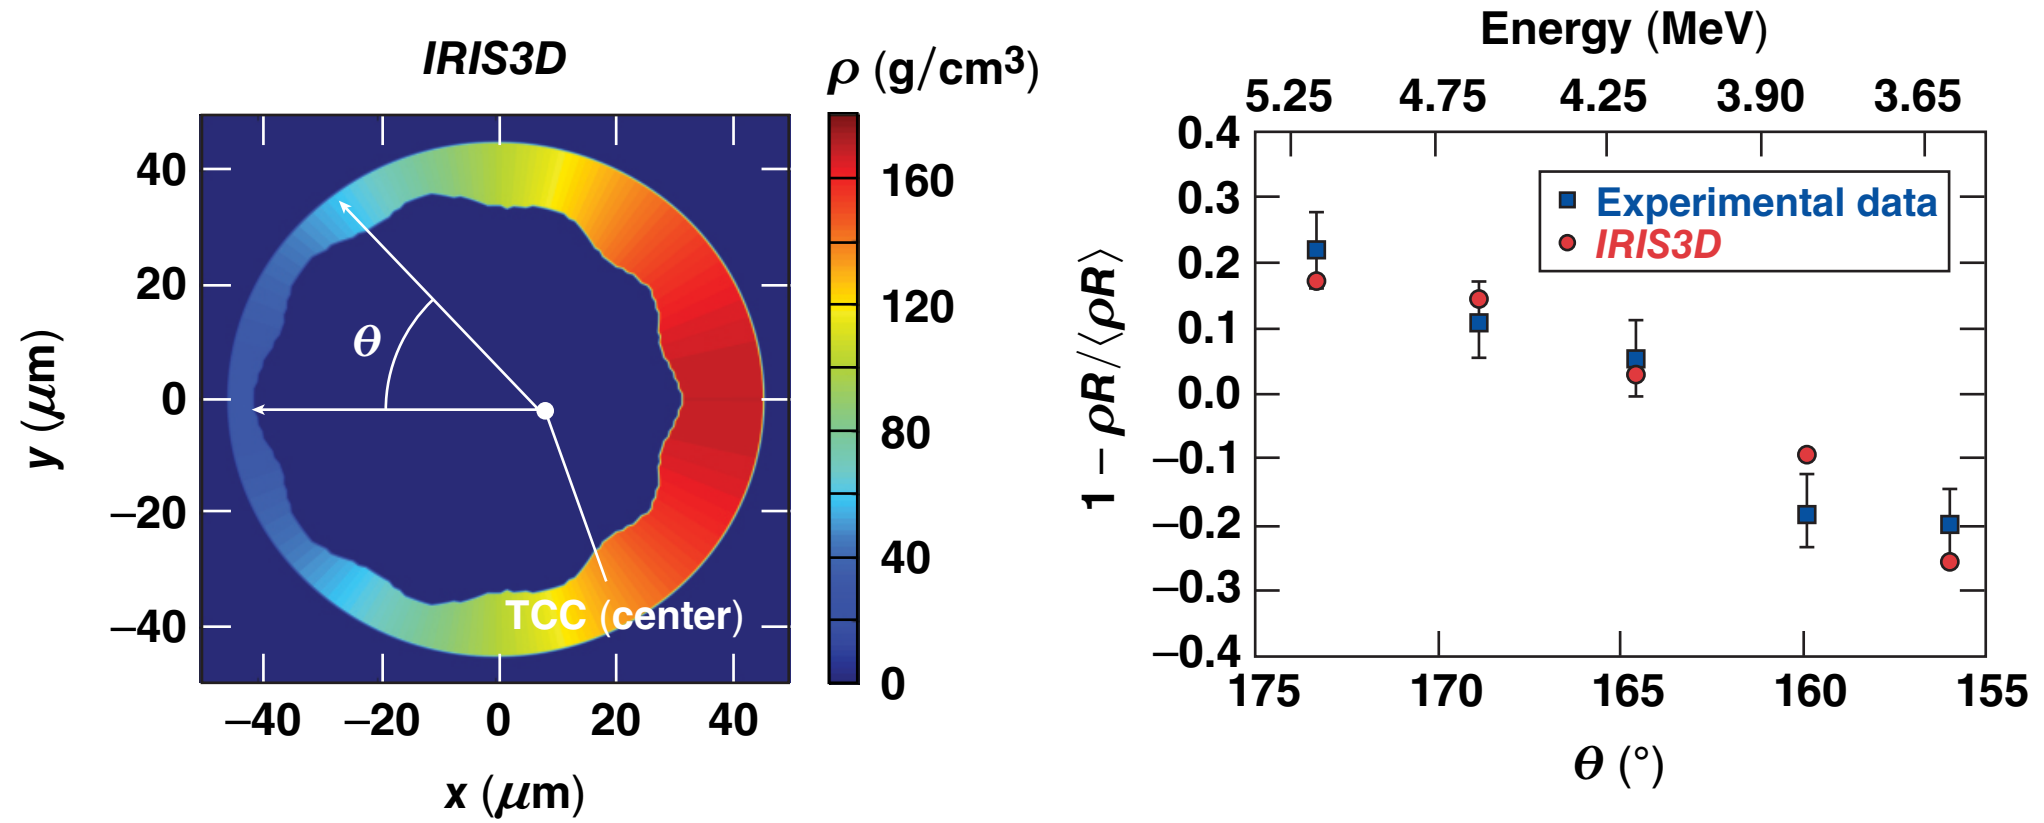 IRIS3D
ρ (g/cm³)
40
20
0
–20
–40
y (μm)
θ
TCC (center)
–40 –20 0 20 40
x (μm)
160
120
80
40
0
Energy (MeV)
5.25 4.75 4.25 3.90 3.65
0.4
0.3
0.2
0.1
0.0
–0.1
–0.2
–0.3
–0.4
1 – ρR/⟨ρR⟩
Experimental data
IRIS3D
175 170 165 160 155
θ (°)